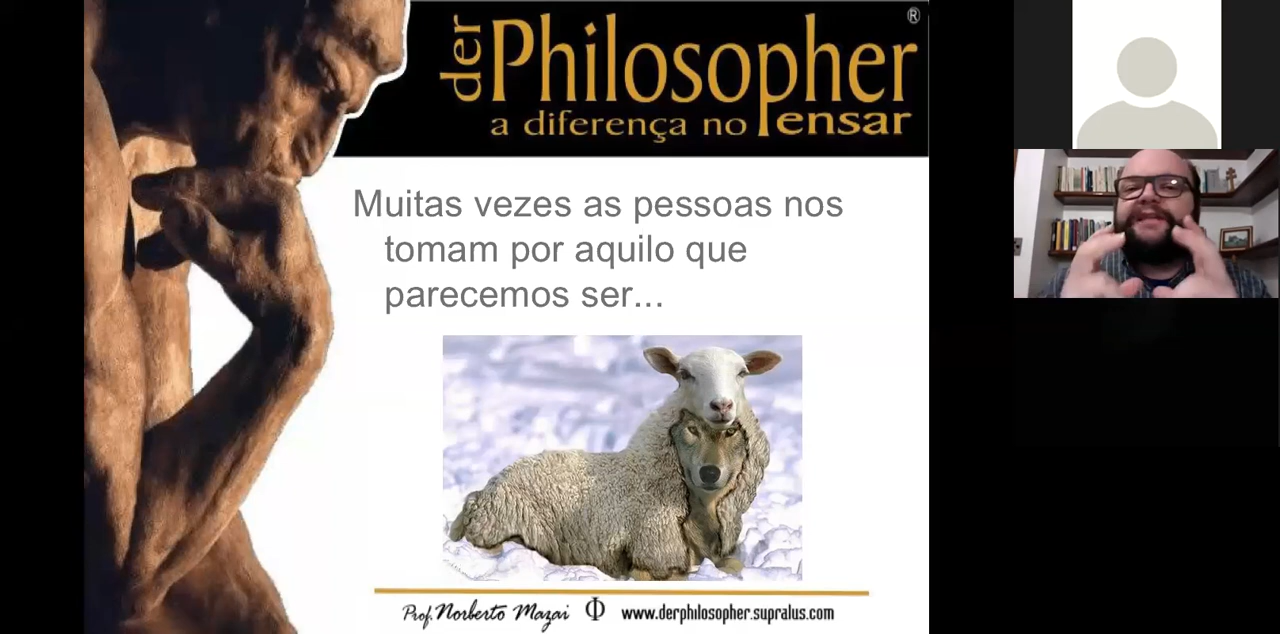 der Philosopher ®
a diferença no Pensar
Muitas vezes as pessoas nos
tomam por aquilo que
parecemos ser...
Prof. Norberto Mazai Φ www.derphilosopher.supralus.com